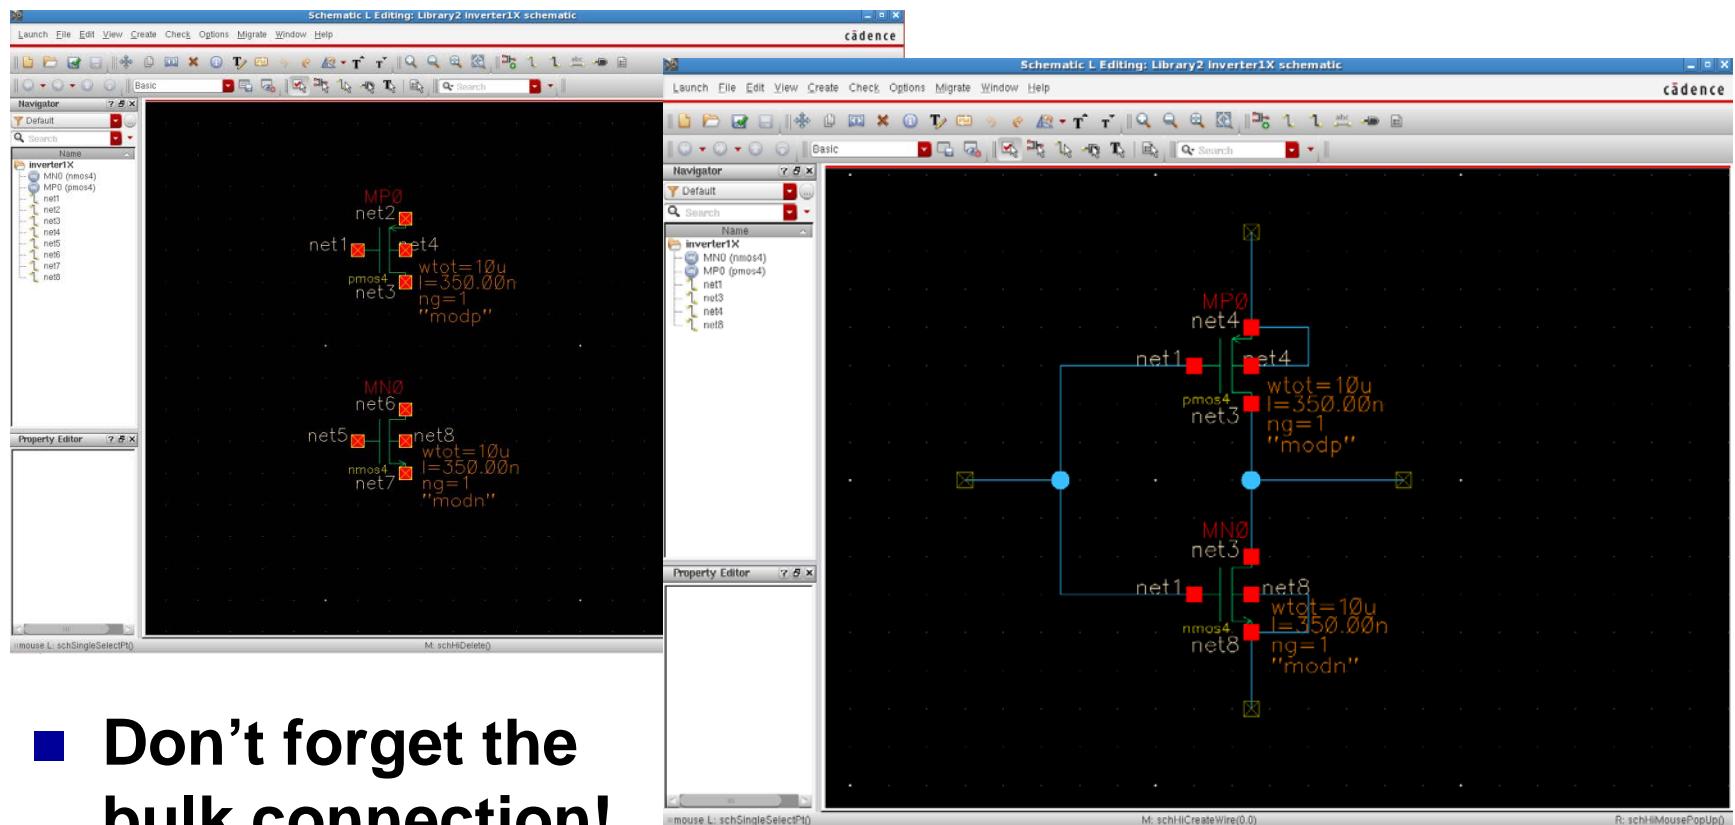 Schematic L Editing: Library2 inverter1X schematic
Launch File Edit View Create Check Options Migrate Window Help
cādence
Basic
Search
Navigator
Default
Search
Name
inverter1X
MN0 (nmos4)
MP0 (pmos4)
net1
net2
net3
net4
net5
net6
net7
net8
Property Editor
MP0
net2
net1
net4
wtot=10u
pmos4
l=350.00n
net3
ng=1
"modp"
MN0
net6
net5
net8
wtot=10u
nmos4
l=350.00n
net7
ng=1
"modn"
mouse L: schSingleSelectPt()
M: schHiDelete()
Schematic L Editing: Library2 inverter1X schematic
Launch File Edit View Create Check Options Migrate Window Help
cādence
Basic
Search
Navigator
Default
Search
Name
inverter1X
MN0 (nmos4)
MP0 (pmos4)
net1
net3
net4
net8
Property Editor
MP0
net4
net1
net4
wtot=10u
pmos4
l=350.00n
net3
ng=1
"modp"
MN0
net3
net1
net8
wtot=10u
nmos4
l=350.00n
net8
ng=1
"modn"
mouse L: schSingleSelectPt()
M: schHiCreateWire(0.0)
R: schHiMousePopUp()
Don't forget the
bulk connection!